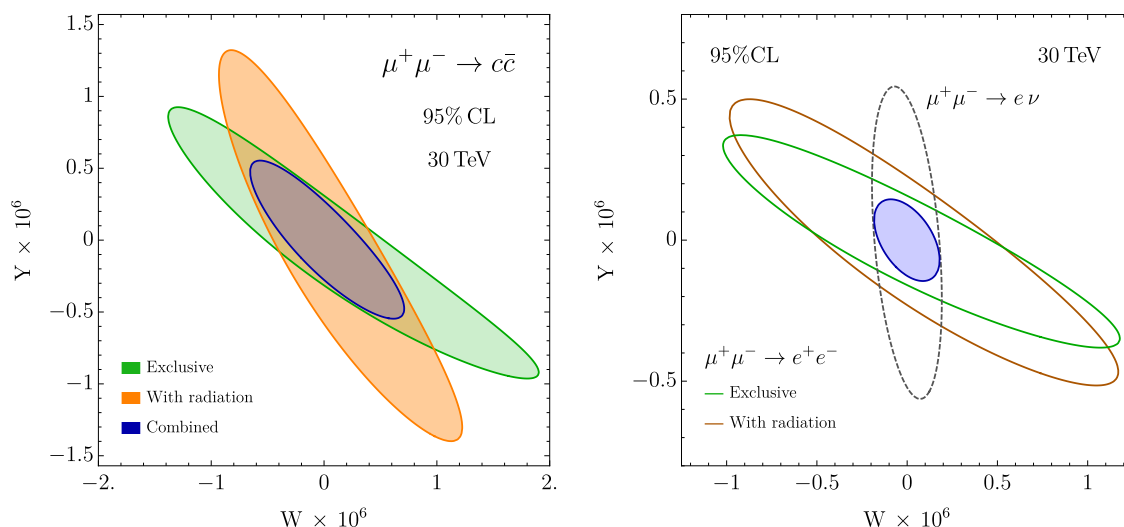 μ⁺μ⁻ → cc̄
95% CL
30 TeV
Exclusive
With radiation
Combined
1.5
1
0.5
0
−0.5
−1
−1.5
Y × 10⁶
−2.
−1
0
1
2.
W × 10⁶
95%CL
30 TeV
μ⁺μ⁻ → e ν
μ⁺μ⁻ → e⁺e⁻
Exclusive
With radiation
0.5
0
−0.5
Y × 10⁶
−1
−0.5
0
0.5
1
W × 10⁶